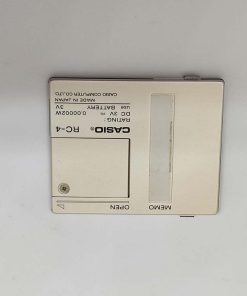 MEMO
OPEN
CASIO® RC-4
RATING:
DC 3V ⎓ 0.00002W
USE BATTERY 3V
MADE IN JAPAN
CASIO COMPUTER CO.,LTD.